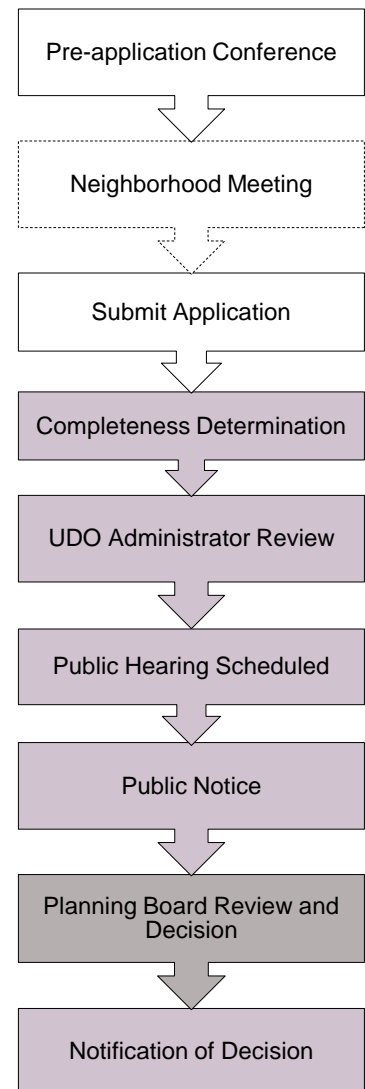 Pre-application Conference
Neighborhood Meeting
Submit Application
Completeness Determination
UDO Administrator Review
Public Hearing Scheduled
Public Notice
Planning Board Review and
Decision
Notification of Decision